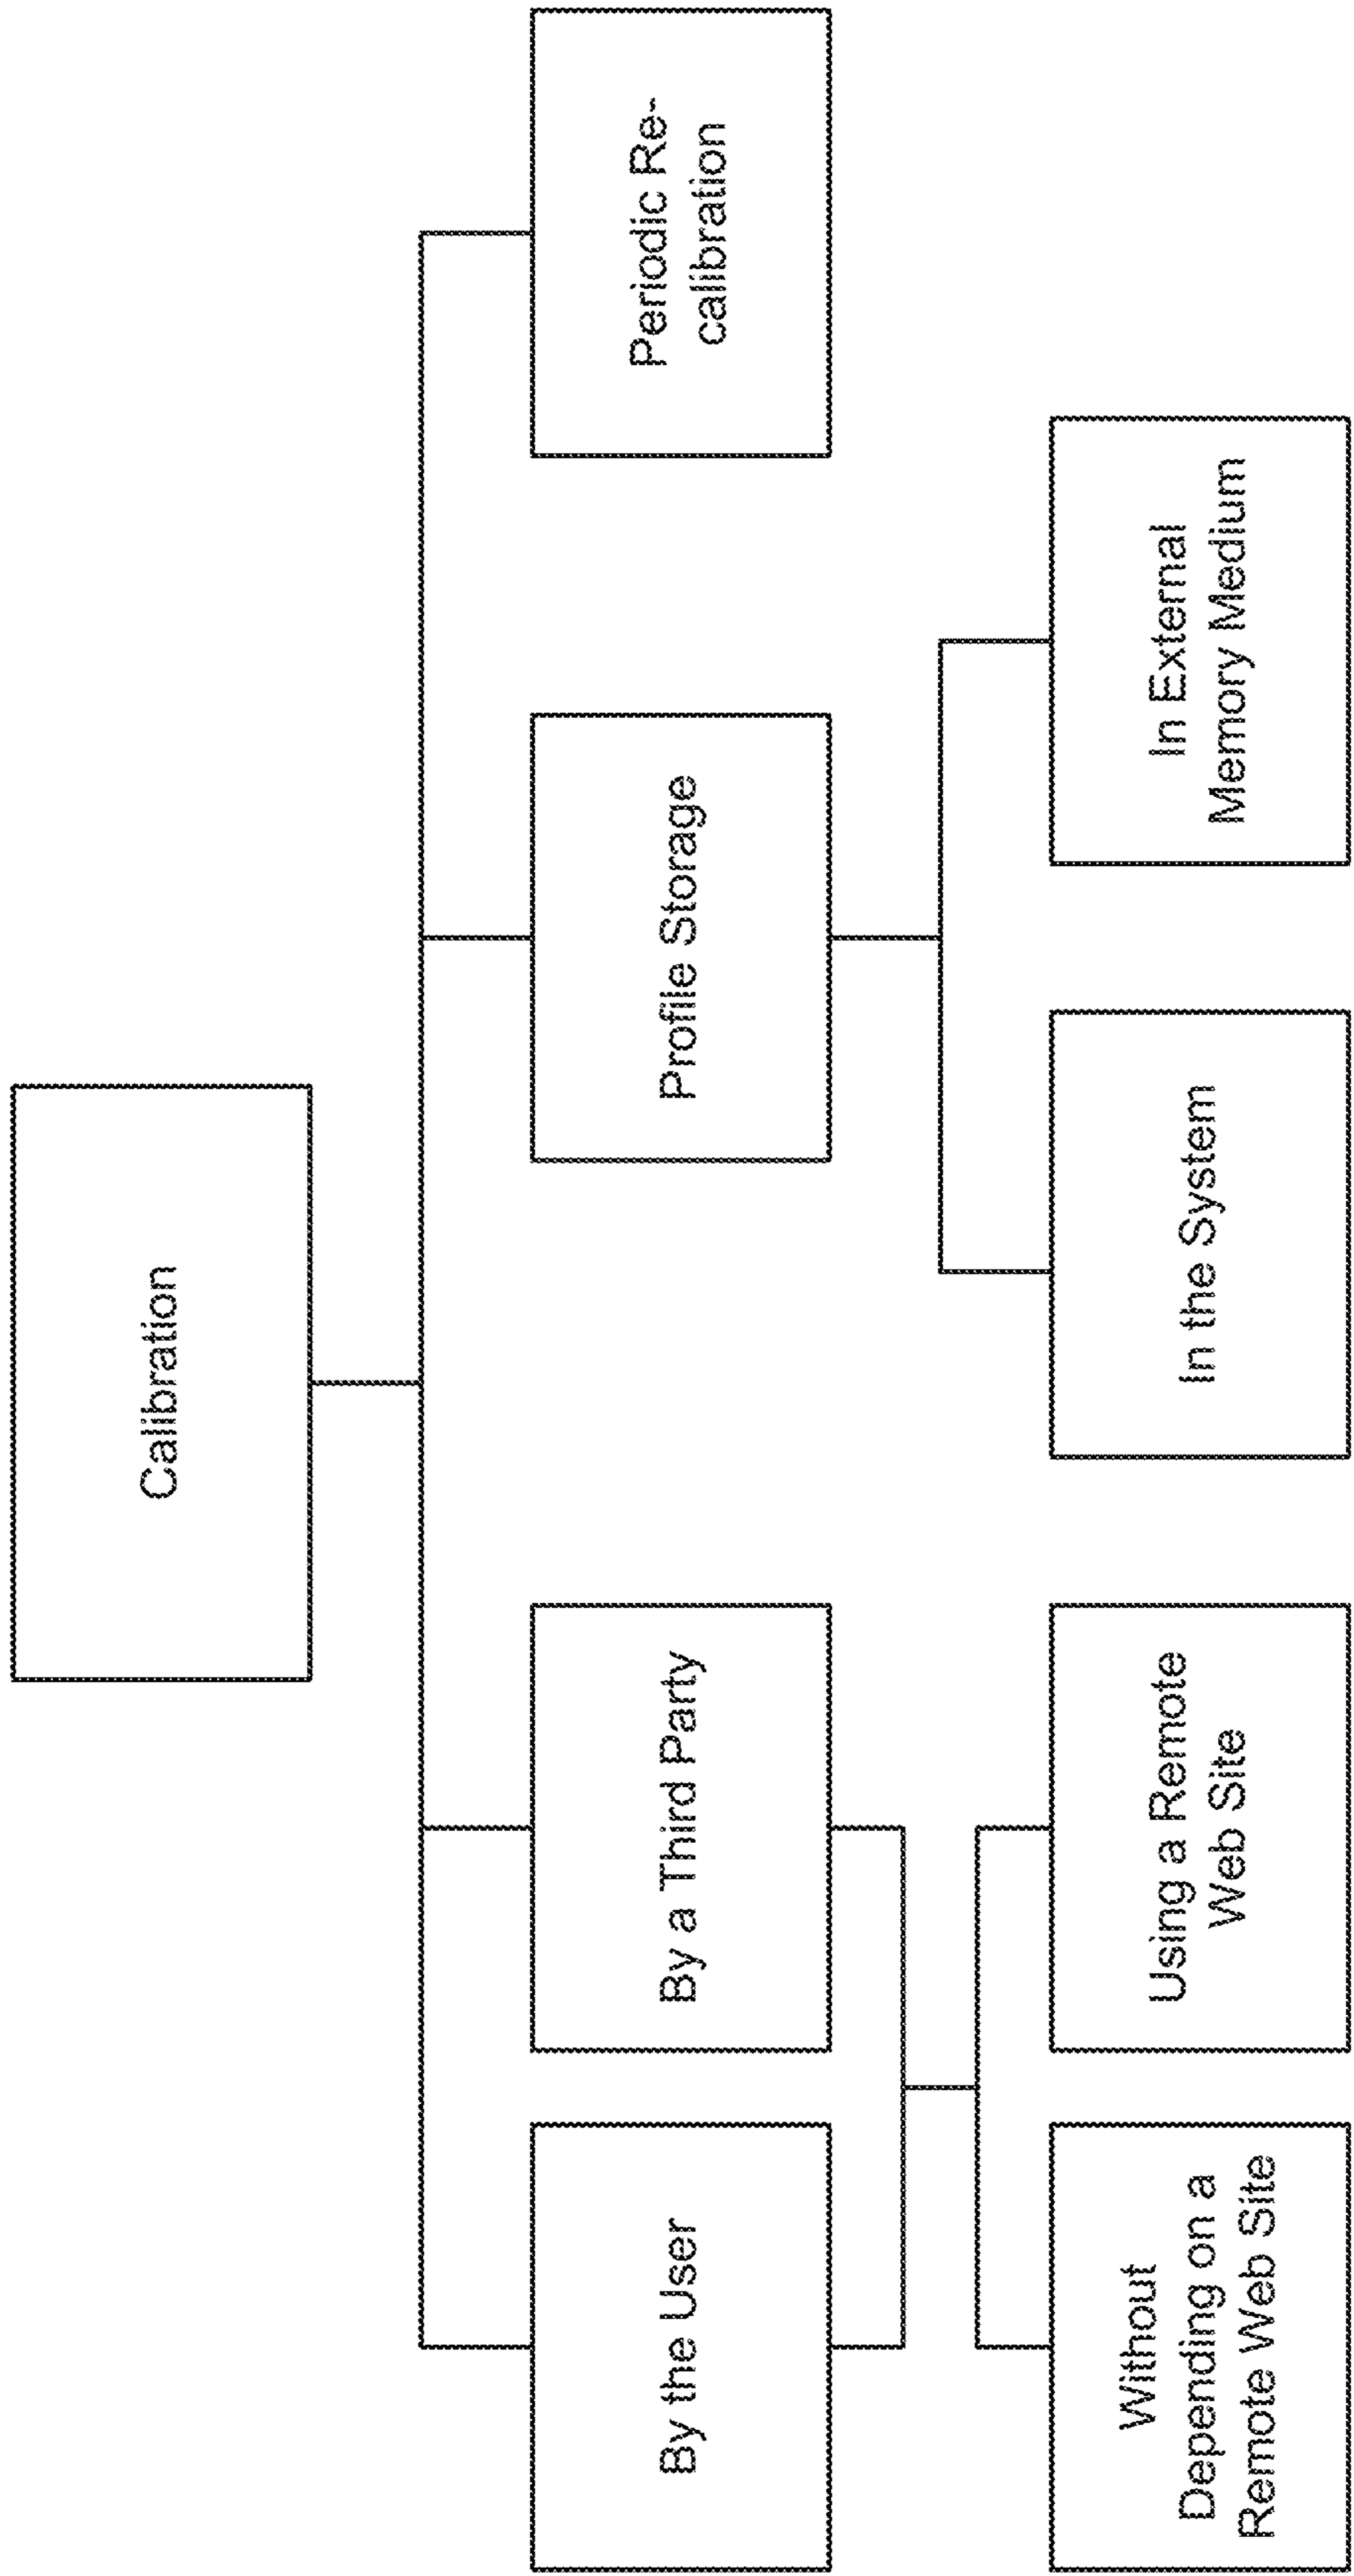 Calibration
By the User
By a Third Party
Profile Storage
Periodic Re-
calibration
Without
Depending on a
Remote Web Site
Using a Remote
Web Site
In the System
In External
Memory Medium